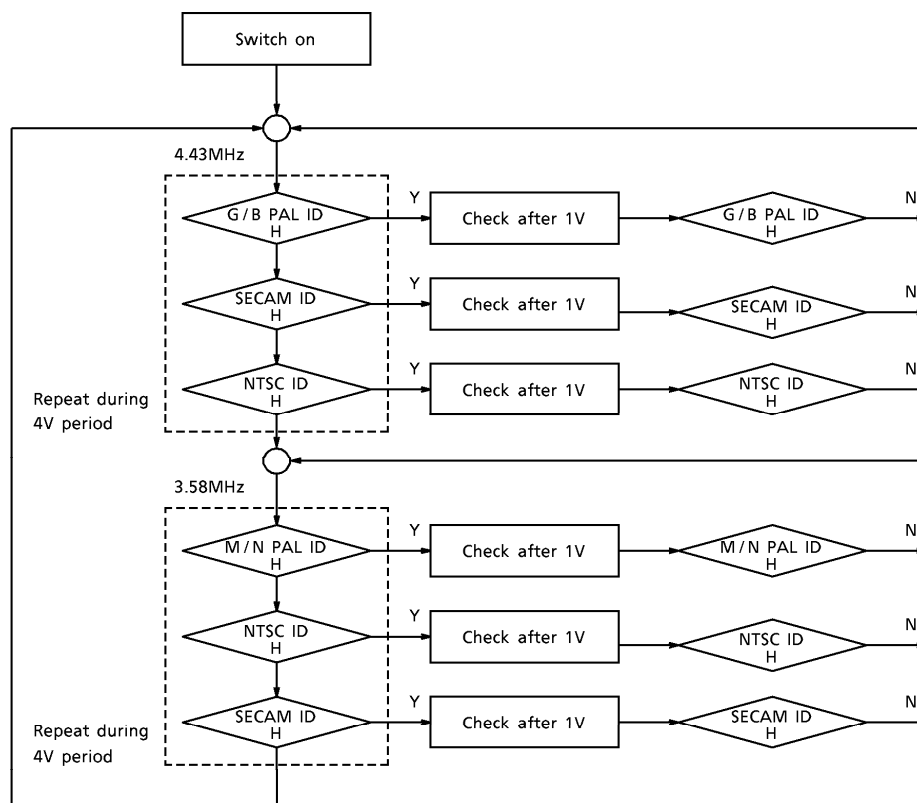 Switch on
4.43MHz
G/B PAL ID
H
Y
Check after 1V
G/B PAL ID
H
N
SECAM ID
H
Y
Check after 1V
SECAM ID
H
N
NTSC ID
H
Y
Check after 1V
NTSC ID
H
N
Repeat during
4V period
3.58MHz
M/N PAL ID
H
Y
Check after 1V
M/N PAL ID
H
N
NTSC ID
H
Y
Check after 1V
NTSC ID
H
N
SECAM ID
H
Y
Check after 1V
SECAM ID
H
N
Repeat during
4V period